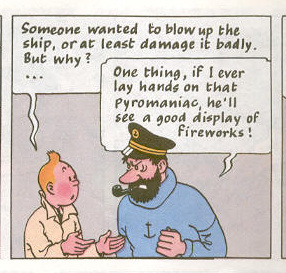 Someone wanted to blow up the
ship, or at least damage it badly.
But why?
...
One thing, if I ever
lay hands on that
pyromaniac, he'll
see a good display of
fireworks!